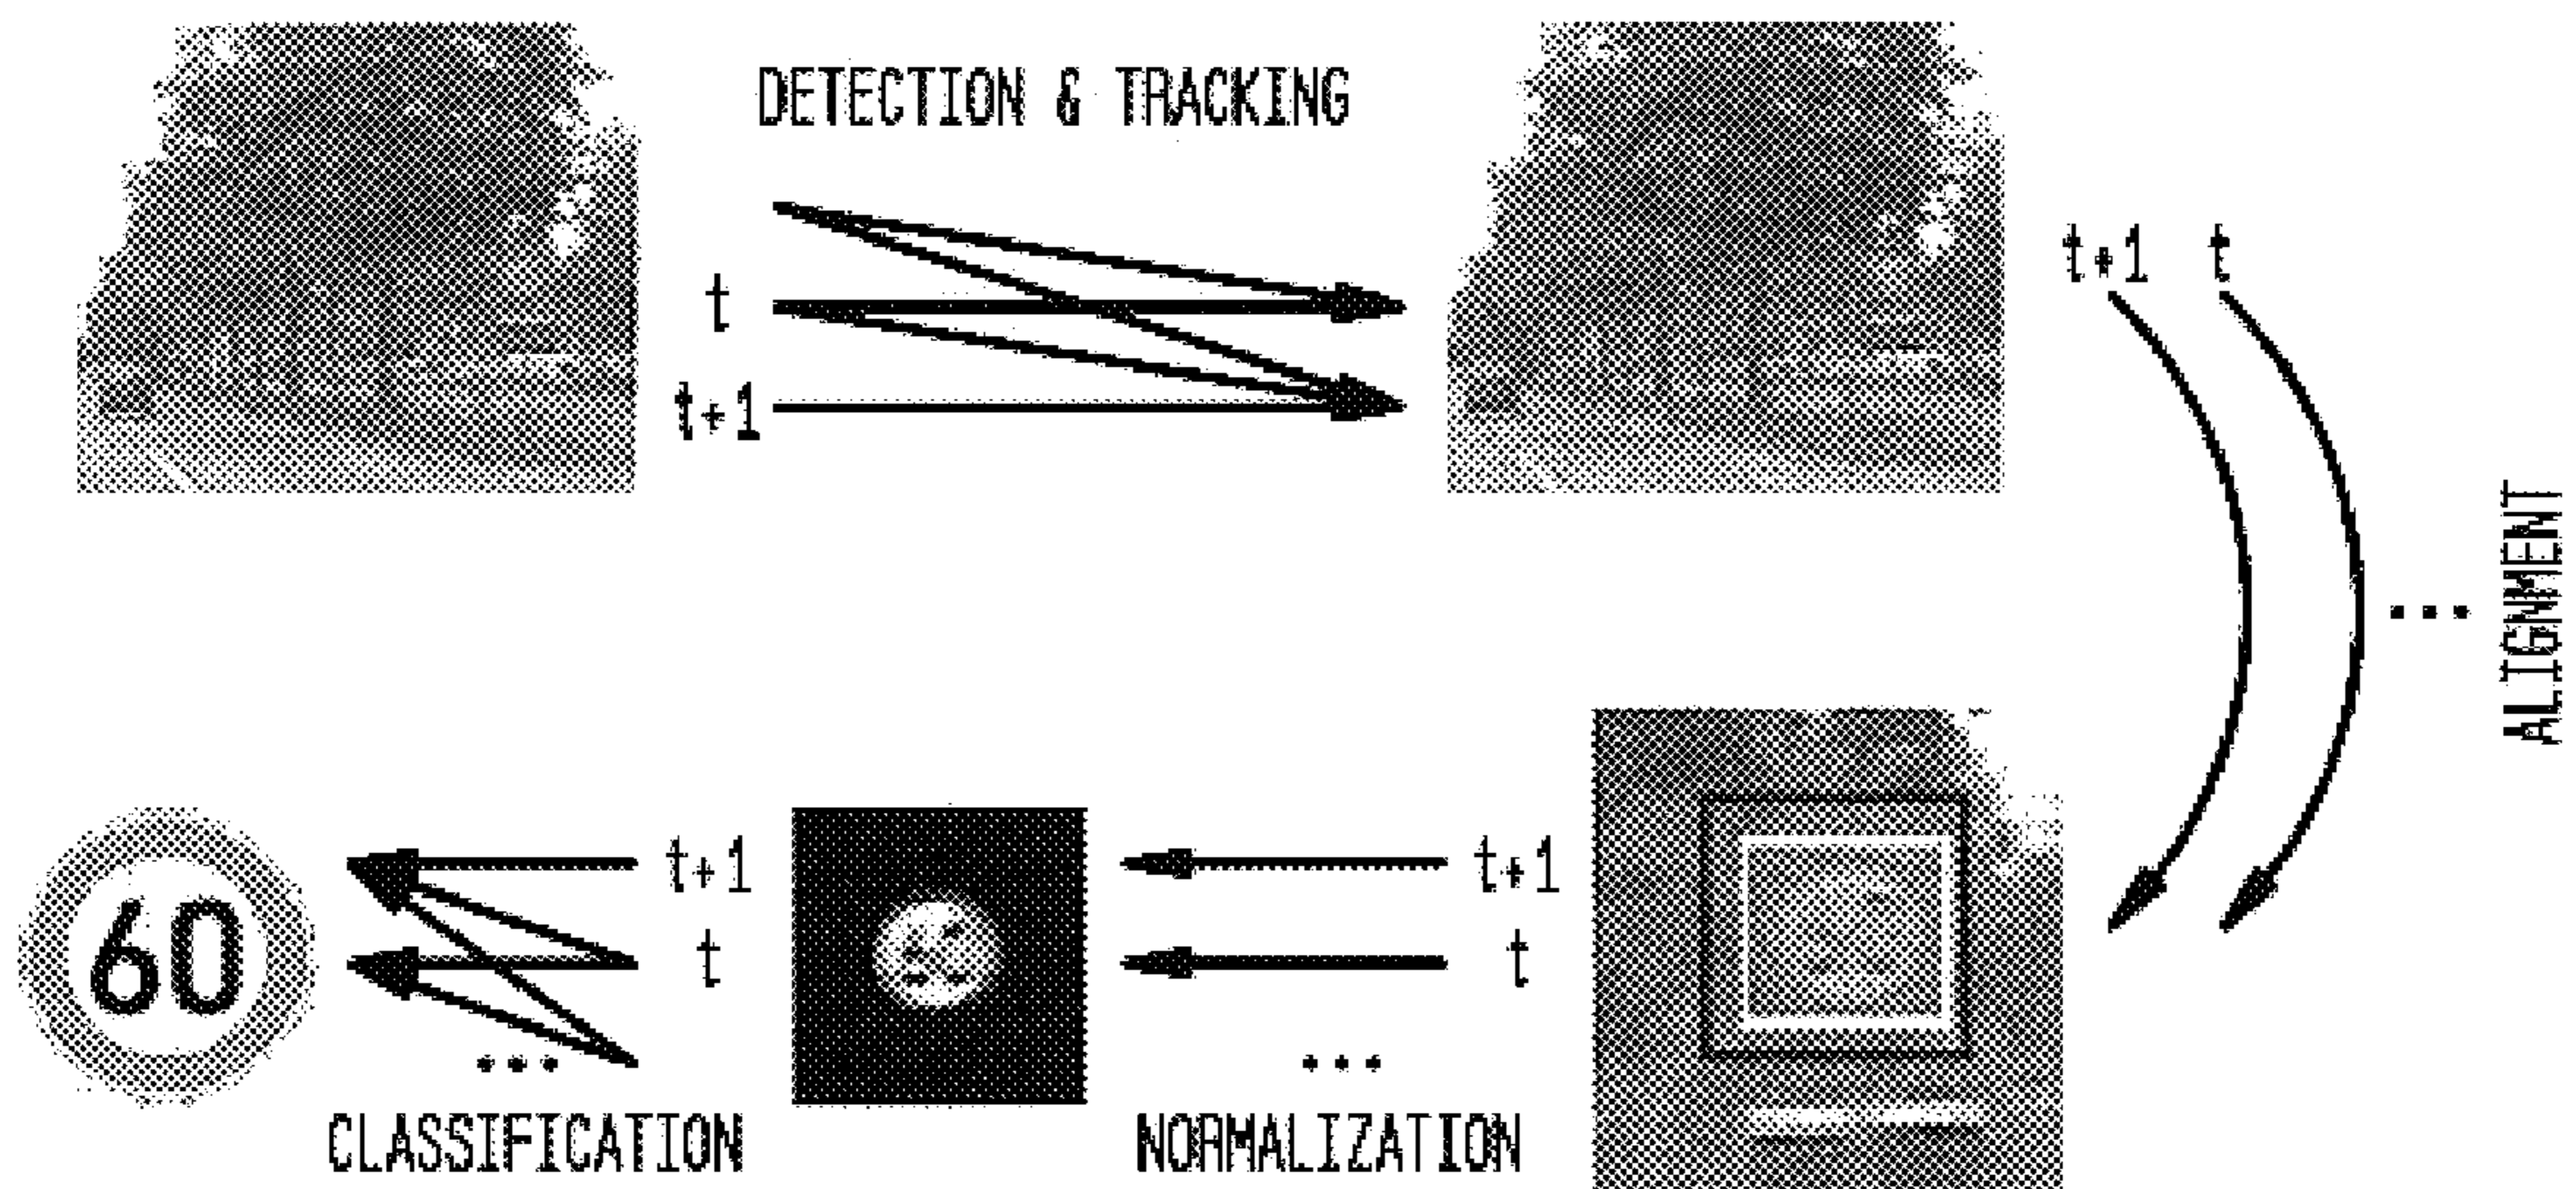 DETECTION & TRACKING
t
t+1
t+1 t
...
ALIGNMENT
60
t+1
t
...
CLASSIFICATION
t+1
t
...
NORMALIZATION